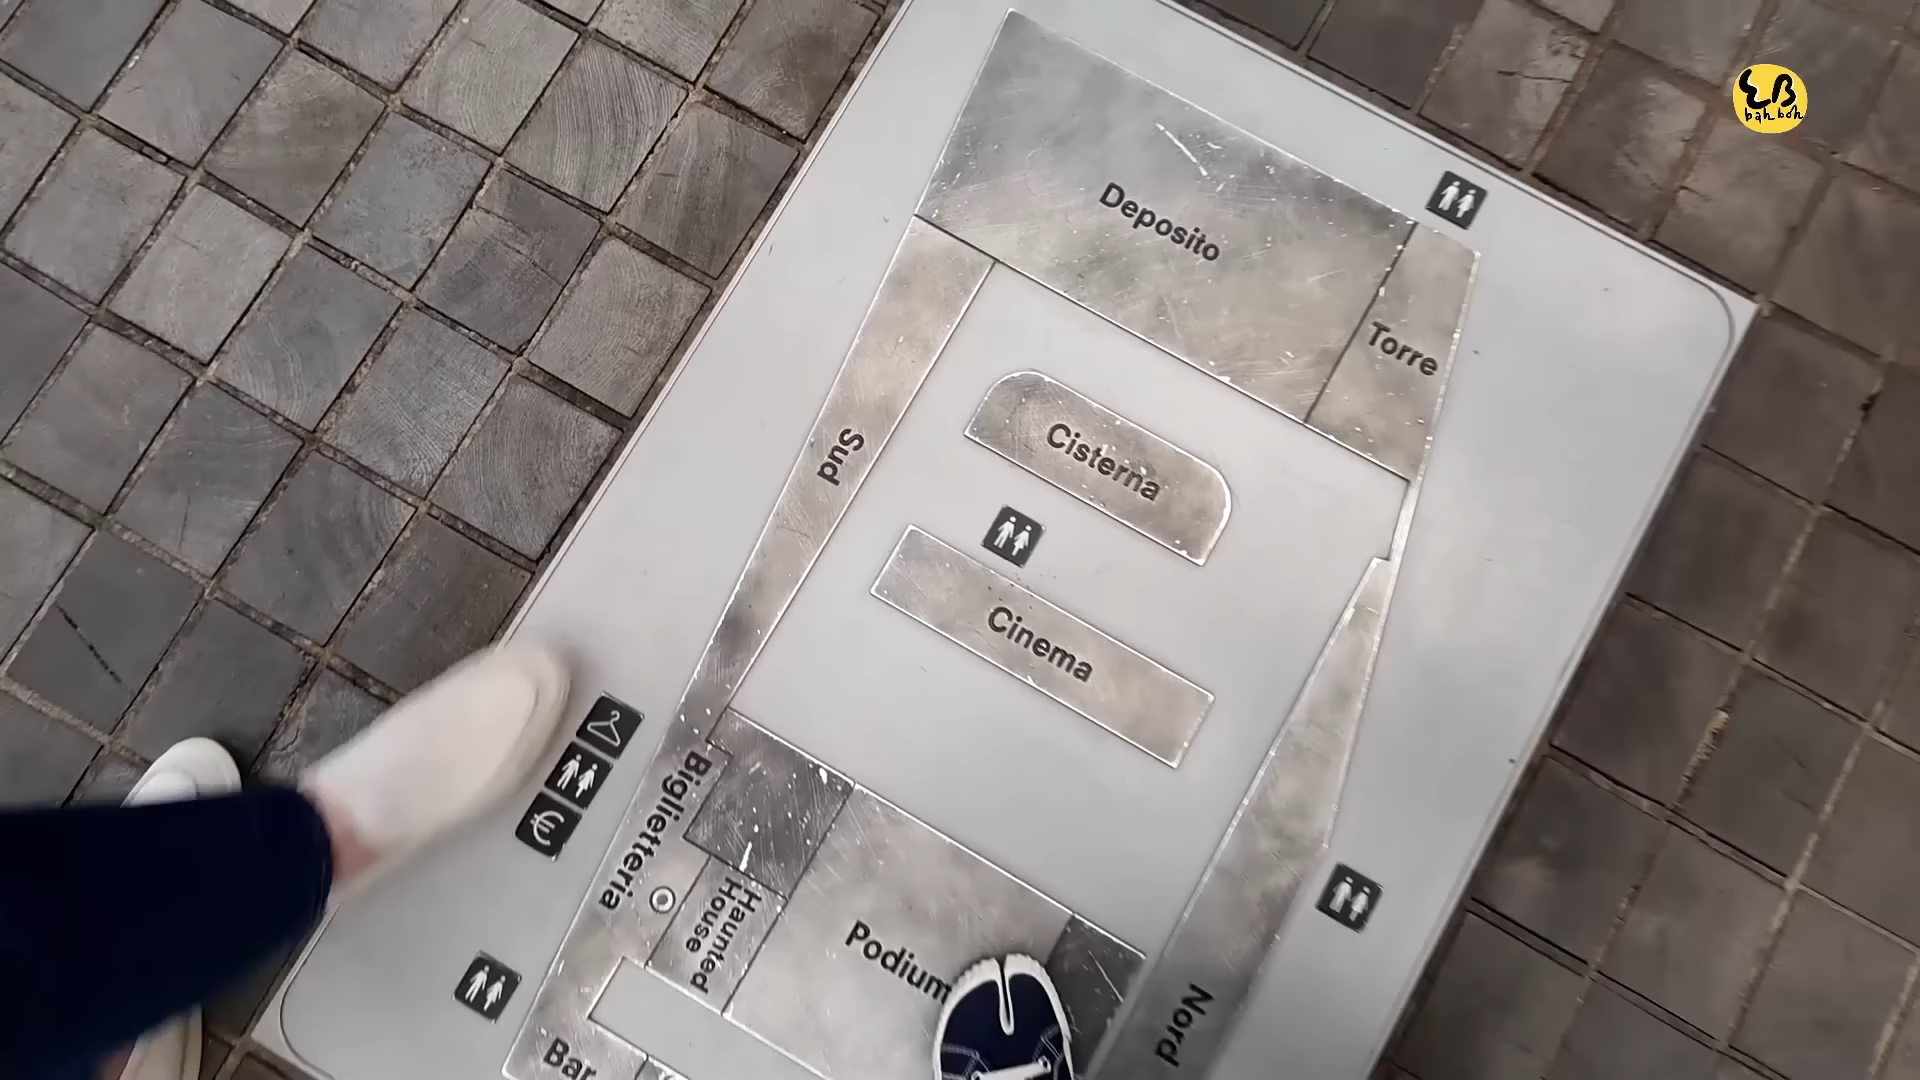 Deposito
Torre
Sud
Cisterna
Cinema
Biglietteria
Haunted
House
Podium
Nord
Bar
bah boh